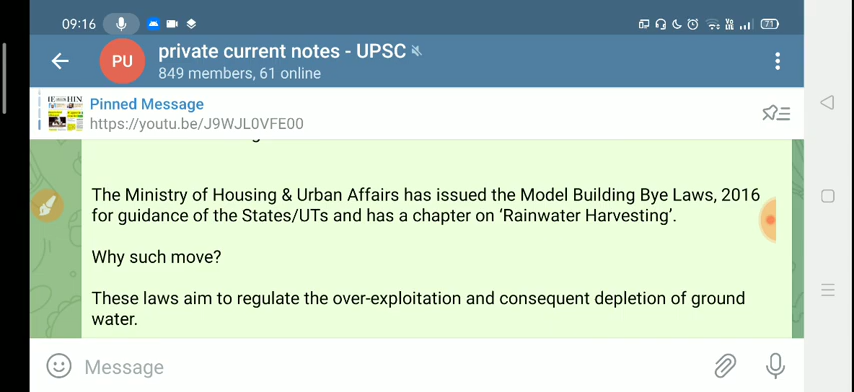 09:16
71
PU
private current notes - UPSC
849 members, 61 online
Pinned Message
https://youtu.be/J9WJL0VFE00
The Ministry of Housing & Urban Affairs has issued the Model Building Bye Laws, 2016
for guidance of the States/UTs and has a chapter on ‘Rainwater Harvesting’.
Why such move?
These laws aim to regulate the over-exploitation and consequent depletion of ground
water.
Message